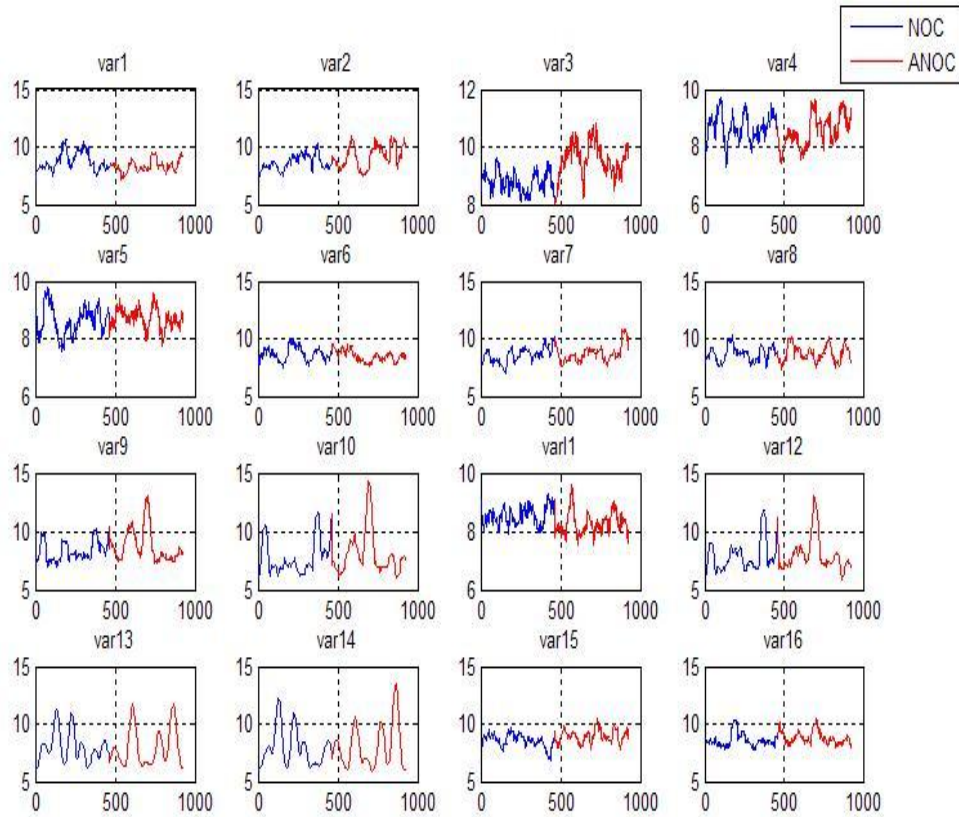 NOC
ANOC
var1 var2 var3 var4
15 15 12 10
10 10 10 8
5 5 8 6
0 500 1000 0 500 1000 0 500 1000 0 500 1000
var5 var6 var7 var8
10 15 15 15
8 10 10 10
6 5 5 5
0 500 1000 0 500 1000 0 500 1000 0 500 1000
var9 var10 varl1 var12
15 15 10 15
10 10 8 10
5 5 6 5
0 500 1000 0 500 1000 0 500 1000 0 500 1000
var13 var14 var15 var16
15 15 15 15
10 10 10 10
5 5 5 5
0 500 1000 0 500 1000 0 500 1000 0 500 1000